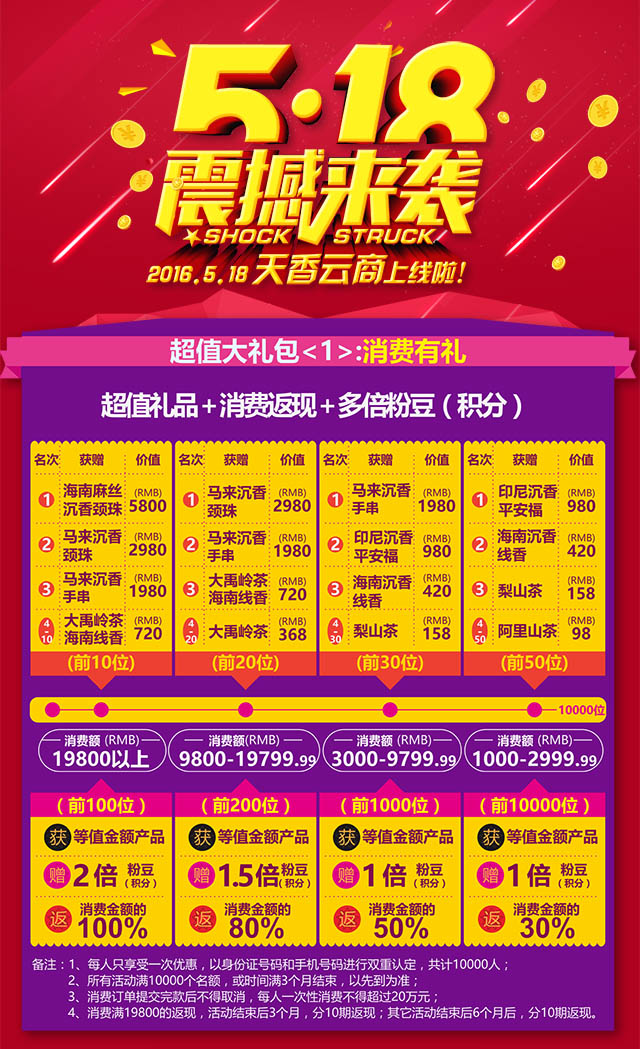 5·18
震撼来袭
SHOCK STRUCK
2016.5.18 天香云商上线啦!
超值大礼包<1>:消费有礼
超值礼品+消费返现+多倍粉豆(积分)
名次 获赠 价值
1 海南麻丝沉香颈珠 (RMB) 5800
2 马来沉香颈珠 (RMB) 2980
3 马来沉香手串 (RMB) 1980
4-10 大禹岭茶海南线香 (RMB) 720
(前10位)
名次 获赠 价值
1 马来沉香颈珠 (RMB) 2980
2 马来沉香手串 (RMB) 1980
3 大禹岭茶海南线香 (RMB) 720
4-20 大禹岭茶 (RMB) 368
(前20位)
名次 获赠 价值
1 马来沉香手串 (RMB) 1980
2 印尼沉香平安福 (RMB) 980
3 海南沉香线香 (RMB) 420
4-30 梨山茶 (RMB) 158
(前30位)
名次 获赠 价值
1 印尼沉香平安福 (RMB) 980
2 海南沉香线香 (RMB) 420
3 梨山茶 (RMB) 158
4-50 阿里山茶 (RMB) 98
(前50位)
10000位
消费额 (RMB)
19800以上
消费额(RMB)
9800-19799.99
消费额 (RMB)
3000-9799.99
消费额 (RMB)
1000-2999.99
(前100位)
获 等值金额产品
赠 2倍 粉豆(积分)
返 消费金额的100%
(前200位)
获 等值金额产品
赠 1.5倍 粉豆(积分)
返 消费金额的80%
(前1000位)
获 等值金额产品
赠 1倍 粉豆(积分)
返 消费金额的50%
(前10000位)
获 等值金额产品
赠 1倍 粉豆(积分)
返 消费金额的30%
备注:1、每人只享受一次优惠,以身份证号码和手机号码进行双重认定,共计10000人;
2、所有活动满10000个名额,或时间满3个月结束,以先到为准;
3、消费订单提交完款后不得取消,每人一次性消费不得超过20万元;
4、消费满19800的返现,活动结束后3个月,分10期返现;其它活动结束后6个月后,分10期返现。